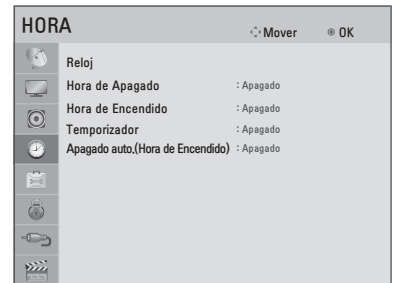 HORA
Mover
OK
Reloj
Hora de Apagado : Apagado
Hora de Encendido : Apagado
Temporizador : Apagado
Apagado auto.(Hora de Encendido) : Apagado